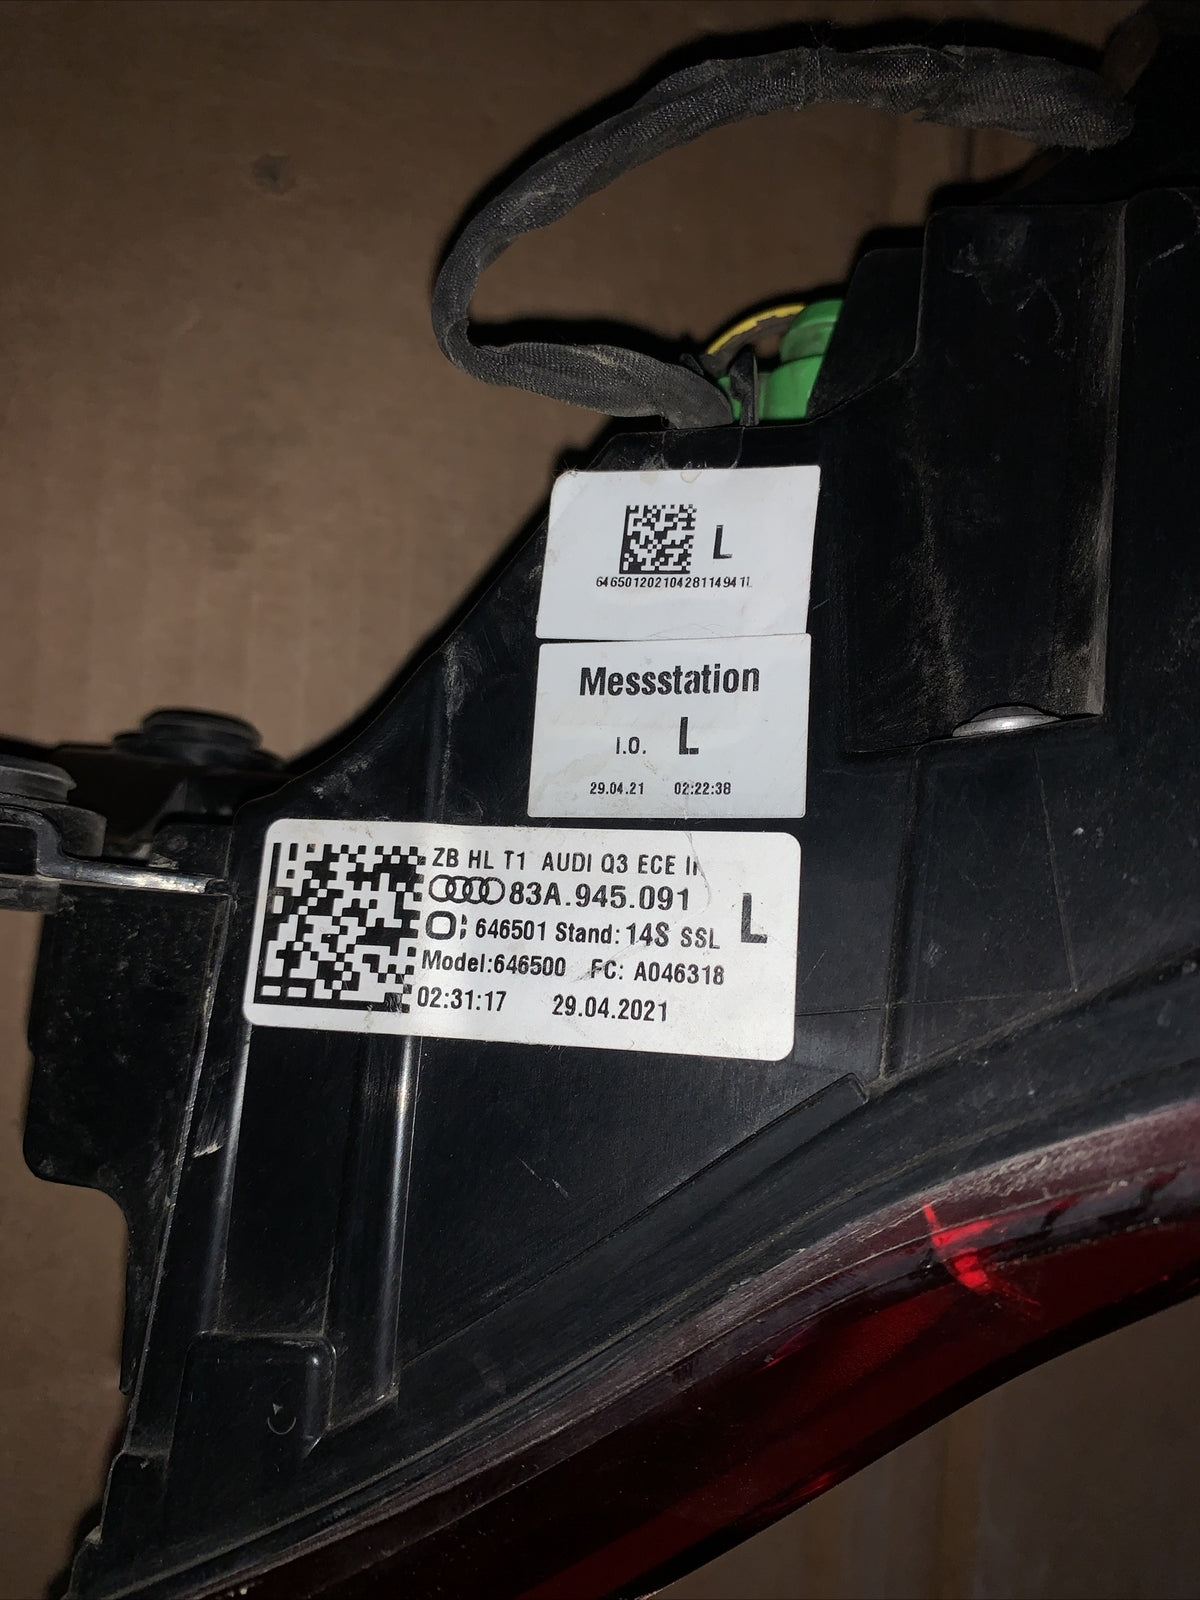 L
646501202104281149411L
Messstation
I.O. L
29.04.21 02:22:38
ZB HL T1 AUDI Q3 ECE
83A.945.091
L
646501 Stand: 14S SSL
Model:646500 FC: A046318
02:31:17 29.04.2021